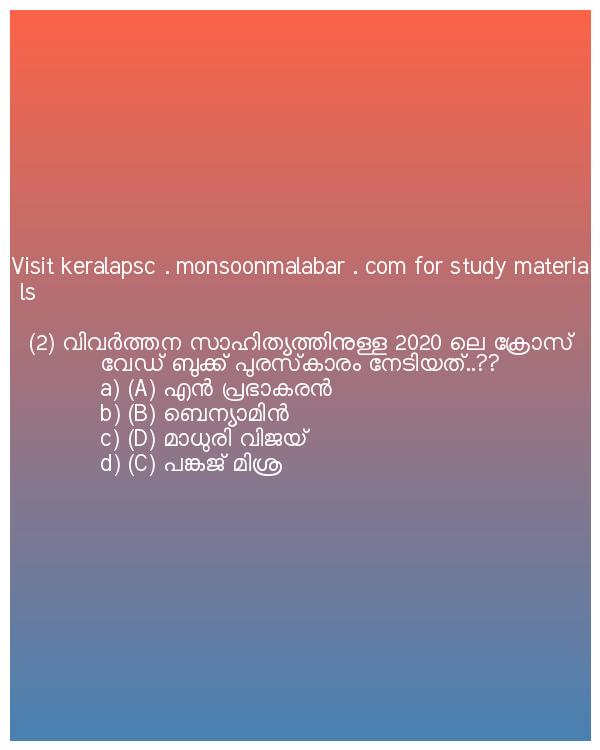 Visit keralapsc . monsoonmalabar . com for study materia
ls
(2) വിവർത്തന സാഹിത്യത്തിനുള്ള 2020 ലെ ക്രോസ്
വേഡ് ബുക്ക് പുരസ്കാരം നേടിയത്..??
a) (A) എൻ പ്രഭാകരൻ
b) (B) ബെന്യാമിൻ
c) (D) മാധുരി വിജയ്
d) (C) പങ്കജ് മിശ്ര